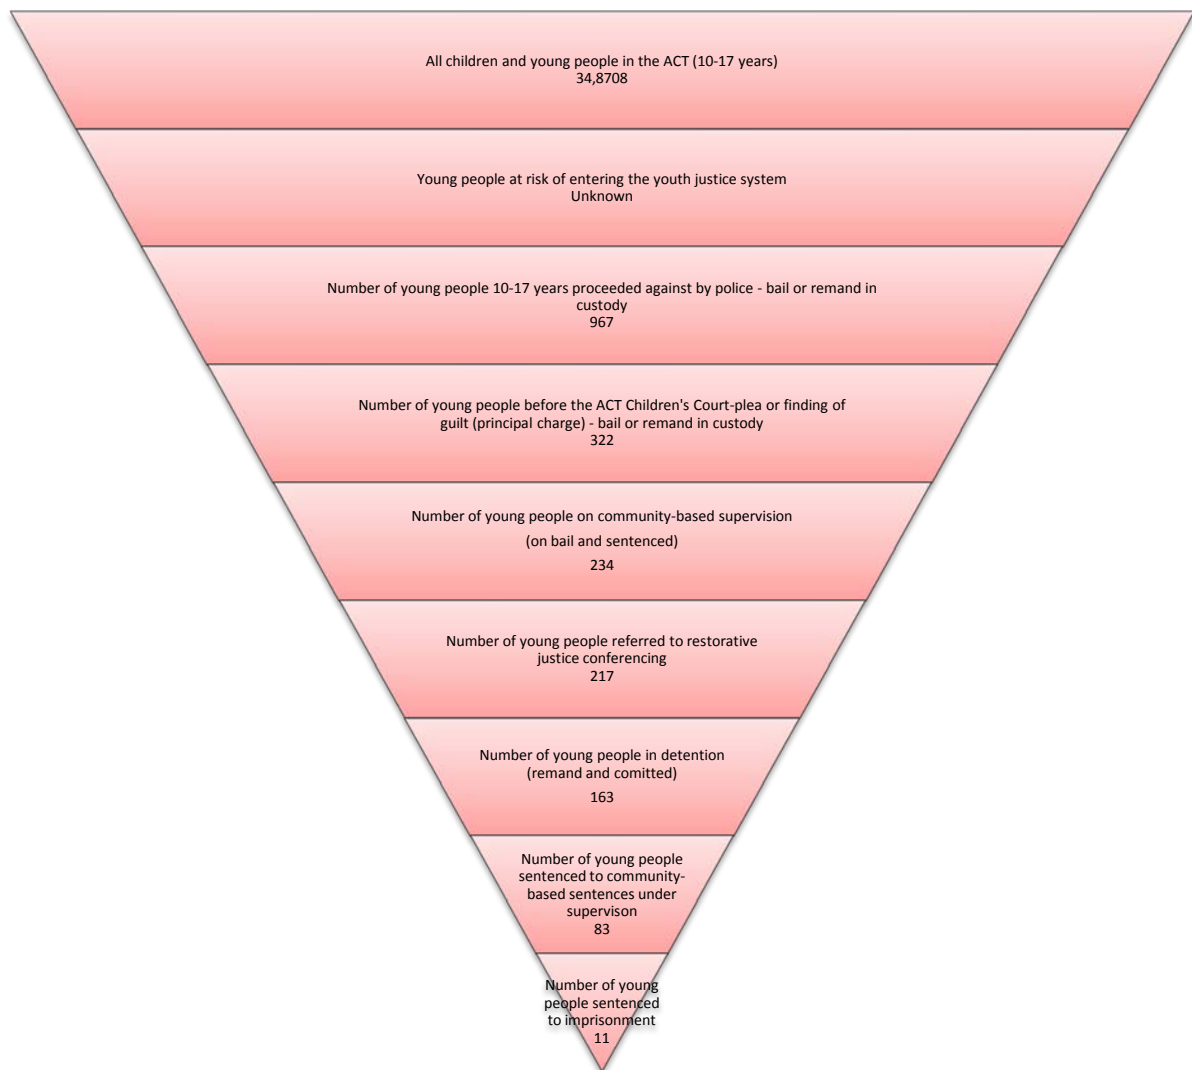 All children and young people in the ACT (10-17 years)
34,8708
Young people at risk of entering the youth justice system
Unknown
Number of young people 10-17 years proceeded against by police - bail or remand in
custody
967
Number of young people before the ACT Children's Court-plea or finding of
guilt (principal charge) - bail or remand in custody
322
Number of young people on community-based supervision
(on bail and sentenced)
234
Number of young people referred to restorative
justice conferencing
217
Number of young people in detention
(remand and comitted)
163
Number of young people
sentenced to community-
based sentences under
supervison
83
Number of young
people sentenced
to imprisonment
11